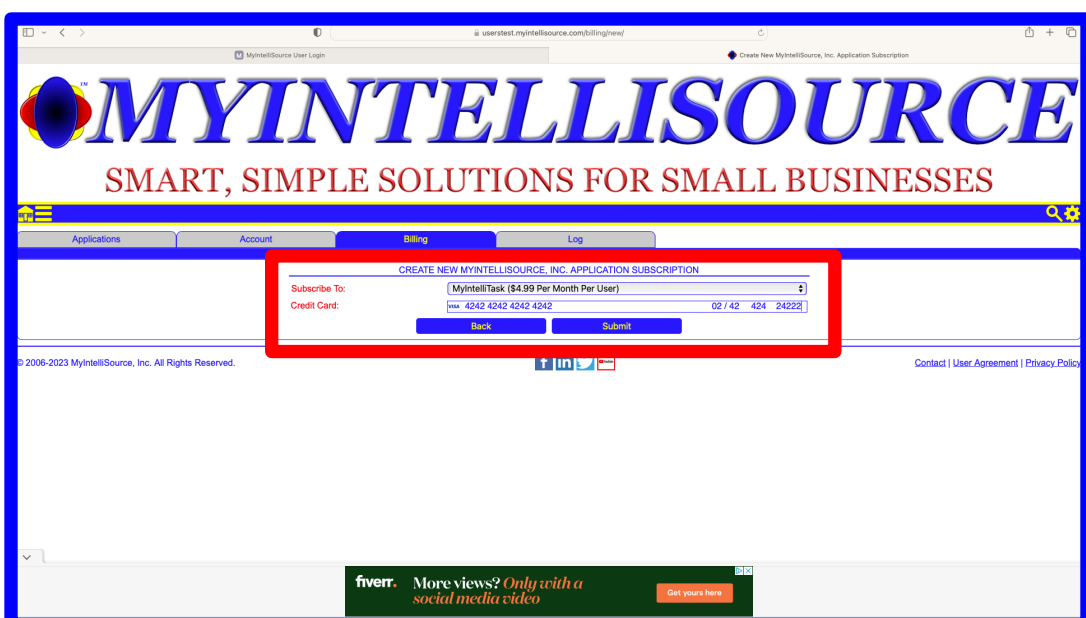 userstest.myintellisource.com/billing/new/
MyIntelliSource User Login
Create New MyIntelliSource, Inc. Application Subscription
MYINTELLISOURCE™
SMART, SIMPLE SOLUTIONS FOR SMALL BUSINESSES
Applications Account Billing Log
CREATE NEW MYINTELLISOURCE, INC. APPLICATION SUBSCRIPTION
Subscribe To: MyIntelliTask ($4.99 Per Month Per User)
Credit Card: VISA 4242 4242 4242 4242 02 / 42 424 24222
Back Submit
© 2006-2023 MyIntelliSource, Inc. All Rights Reserved.
Contact | User Agreement | Privacy Policy
fiverr. More views? Only with a
social media video
Get yours here